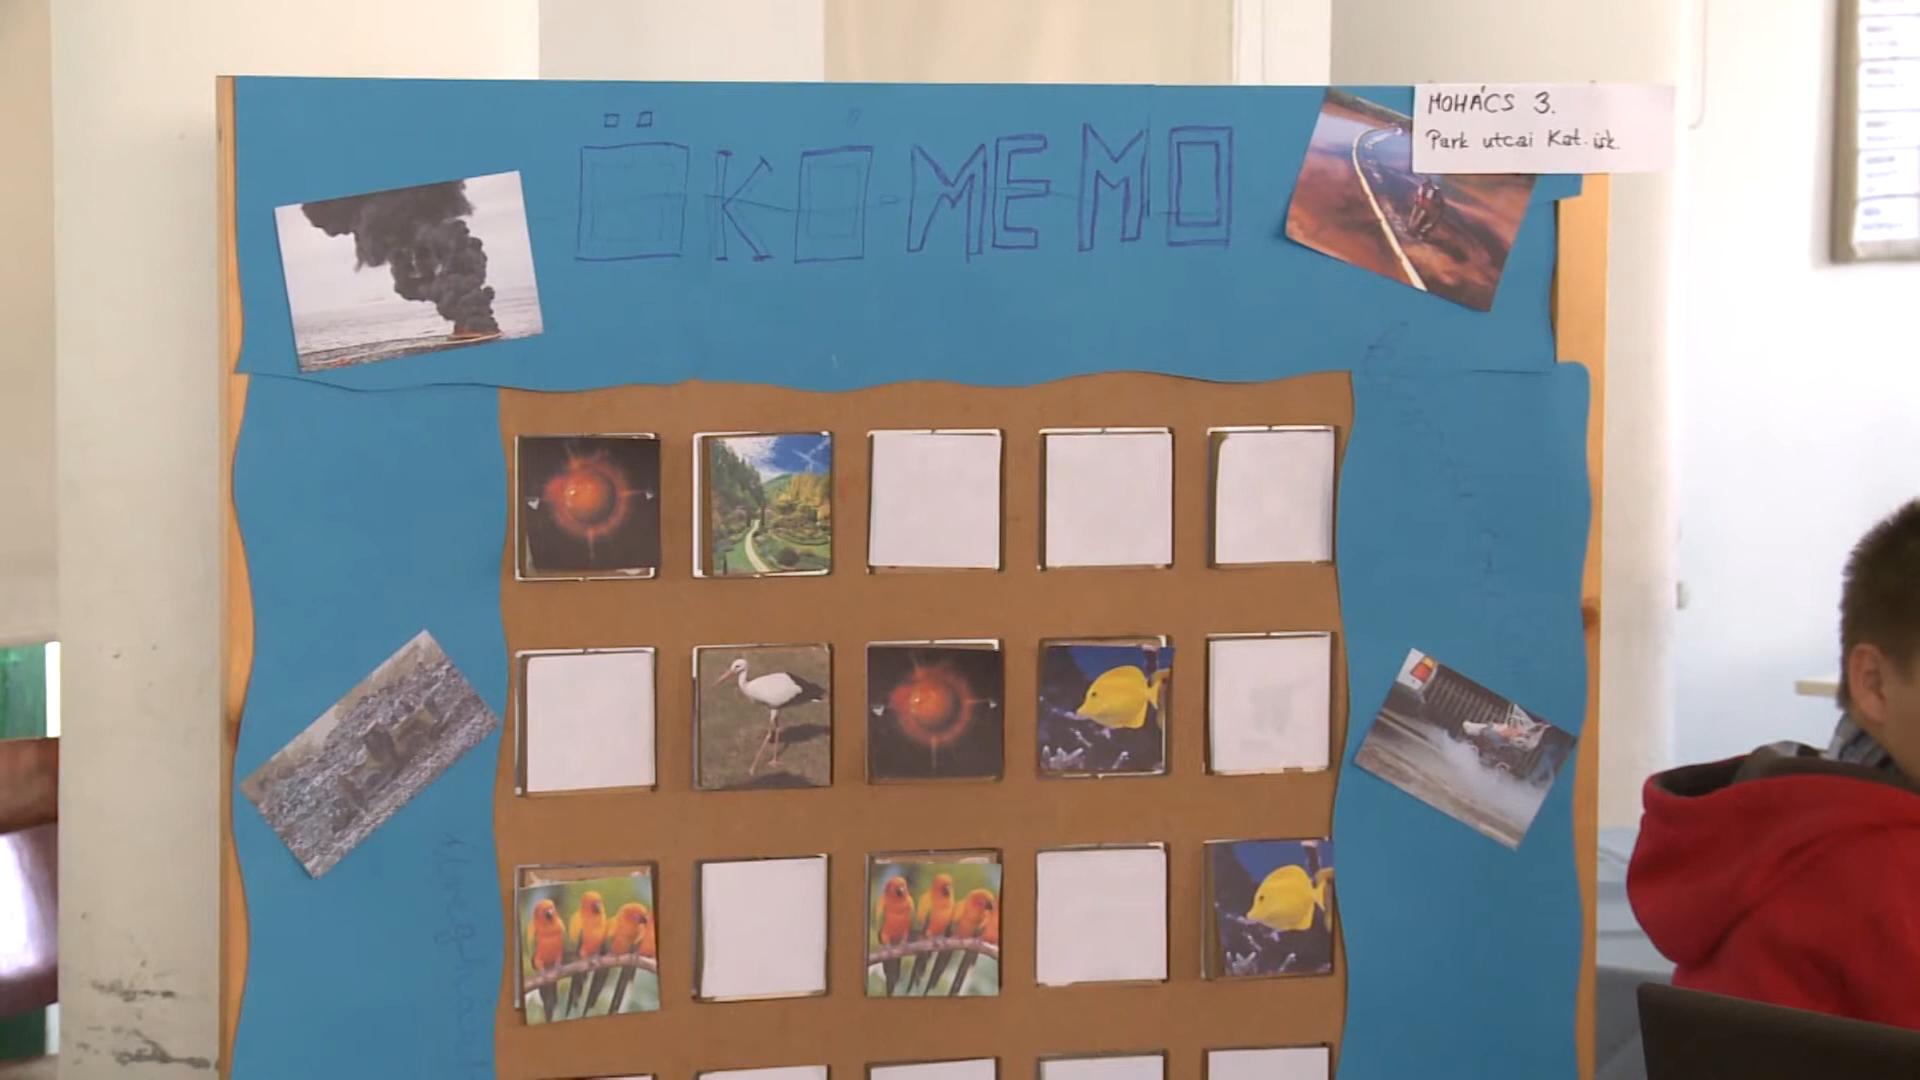 ÖKO-MEMO
MOHÁCS 3.
Park utcai Kat. isk.